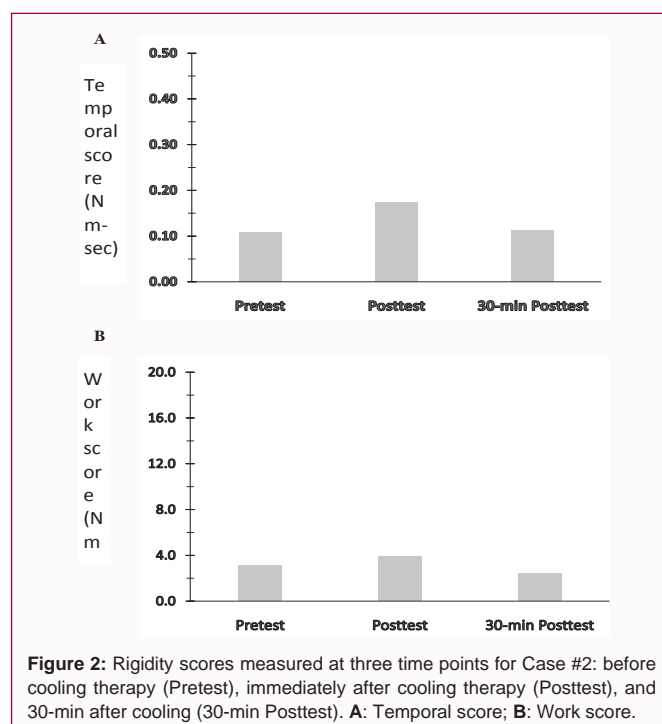 A
Te
mp
oral
sco
re
(N
m-
sec)
0.50
0.40
0.30
0.20
0.10
0.00
Pretest Posttest 30-min Posttest
B
W
or
k
sc
or
e
(N
m
20.0
16.0
12.0
8.0
4.0
0.0
Pretest Posttest 30-min Posttest
Figure 2: Rigidity scores measured at three time points for Case #2: before
cooling therapy (Pretest), immediately after cooling therapy (Posttest), and
30-min after cooling (30-min Posttest). A: Temporal score; B: Work score.